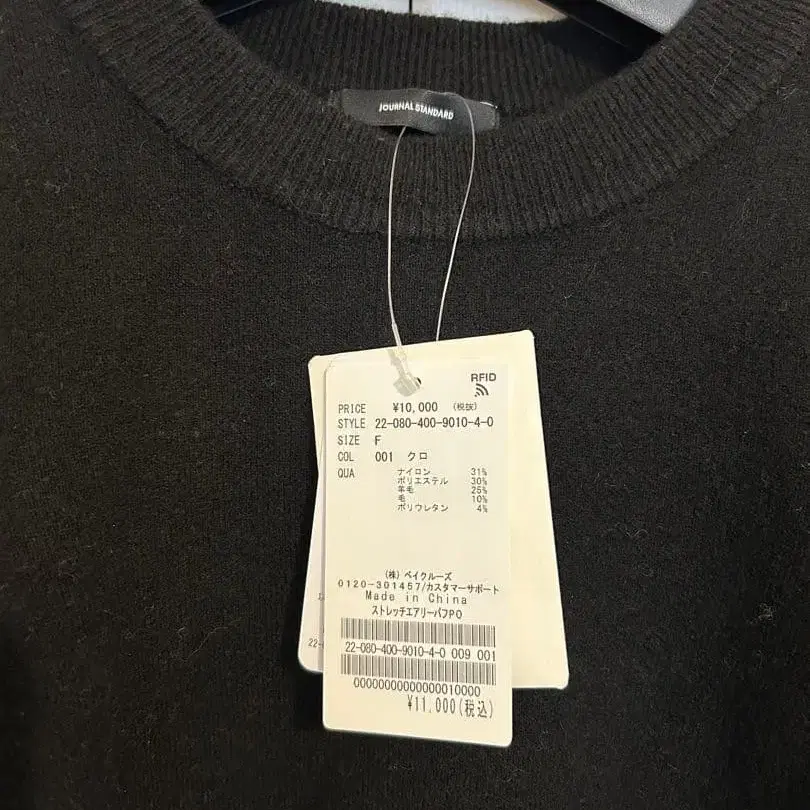 JOURNAL STANDARD
RFID
PRICE ¥10,000 (税抜)
STYLE 22-080-400-9010-4-0
SIZE F
COL 001 クロ
QUA ナイロン 31%
ポリエステル 30%
羊毛 25%
毛 10%
ポリウレタン 4%
(株) ベイクルーズ
0120-301457/カスタマーサポート
Made in China
ストレッチエアリーパフPO
22-080-400-9010-4-0 009 001
00000000000000010000
¥11,000(税込)
22-